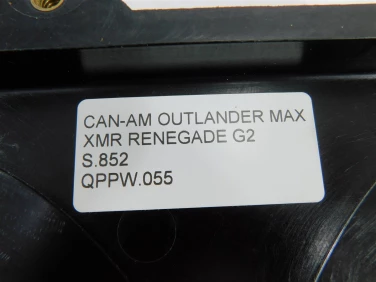 CAN-AM OUTLANDER MAX
XMR RENEGADE G2
S.852
QPPW.055